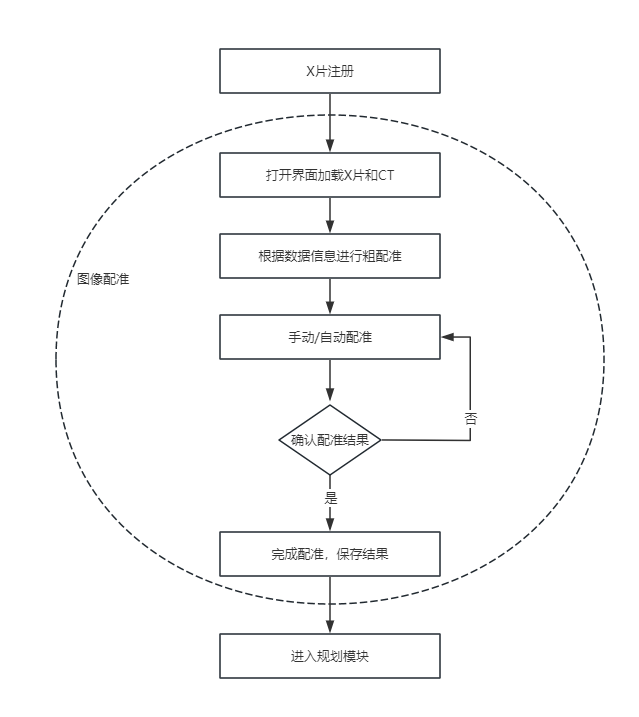 X片注册
打开界面加载X片和CT
根据数据信息进行粗配准
图像配准
手动/自动配准
否
确认配准结果
是
完成配准，保存结果
进入规划模块